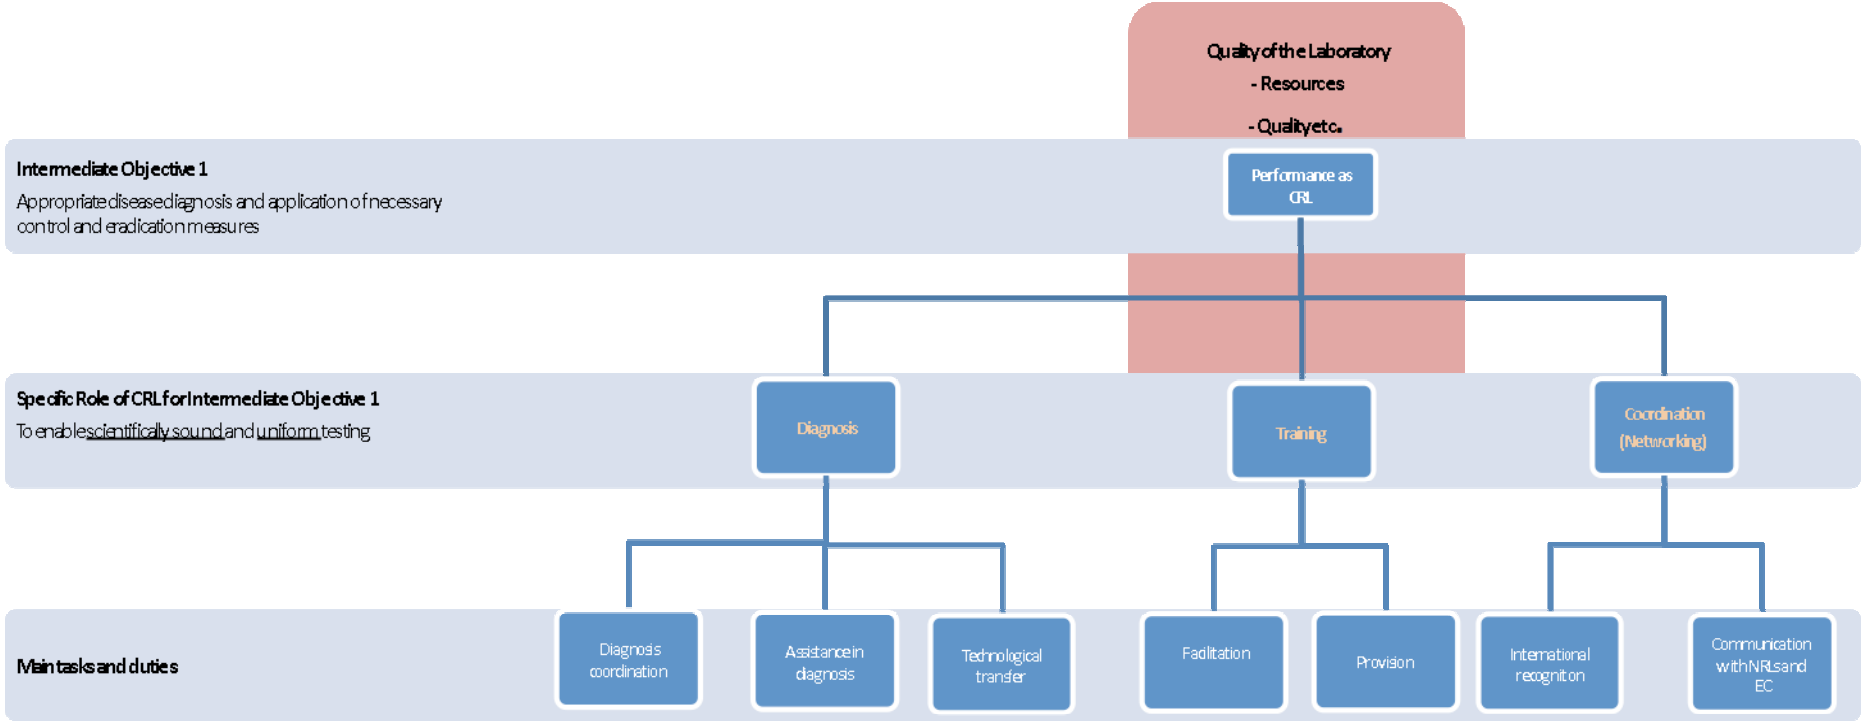 Quality of the Laboratory
- Resources
- Quality etc.
Intermediate Objective 1
Appropriate disease diagnosis and application of necessary
control and eradication measures
Performance as
CRL
Specific Role of CRL for Intermediate Objective 1
To enable scientifically sound and uniform testing
Diagnosis
Training
Coordination
(Networking)
Main tasks and duties
Diagnosis
coordination
Assistance in
diagnosis
Technological
transfer
Facilitation
Provision
International
recognition
Communication
with NRLs and
EC